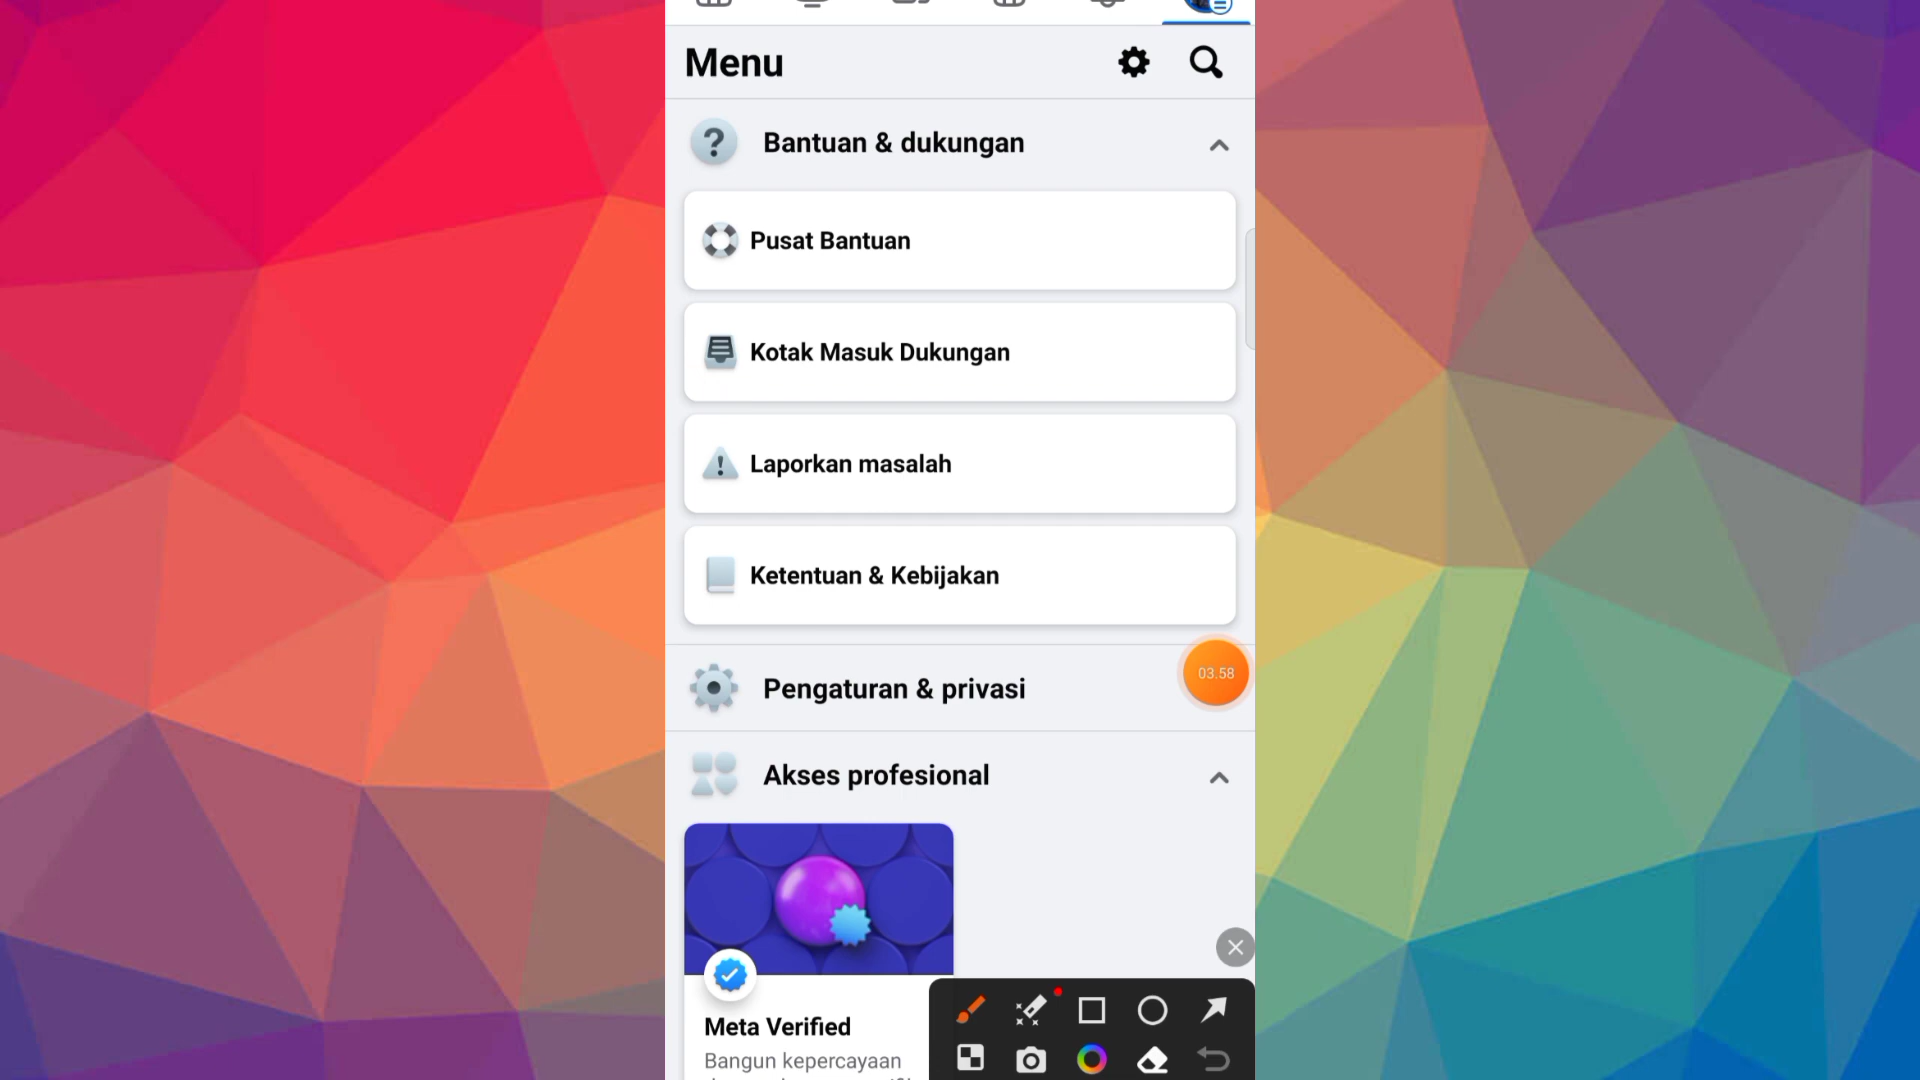 Menu
Bantuan & dukungan
Pusat Bantuan
Kotak Masuk Dukungan
Laporkan masalah
Ketentuan & Kebijakan
Pengaturan & privasi
03.58
Akses profesional
Meta Verified
Bangun kepercayaan